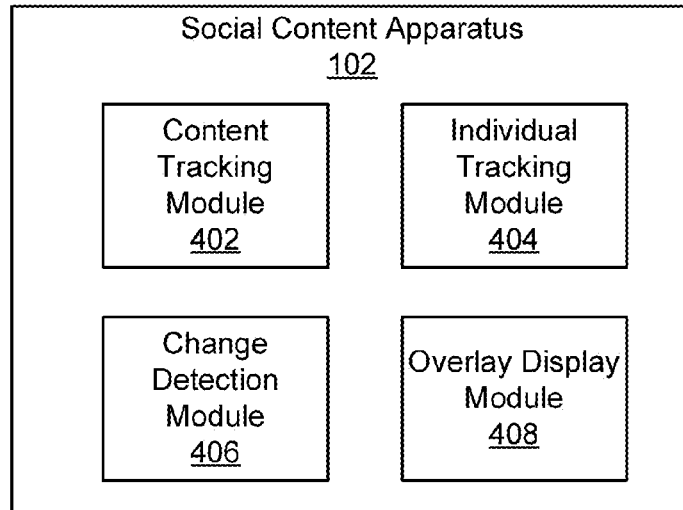 Social Content Apparatus
102
Content
Tracking
Module
402
Individual
Tracking
Module
404
Change
Detection
Module
406
Overlay Display
Module
408